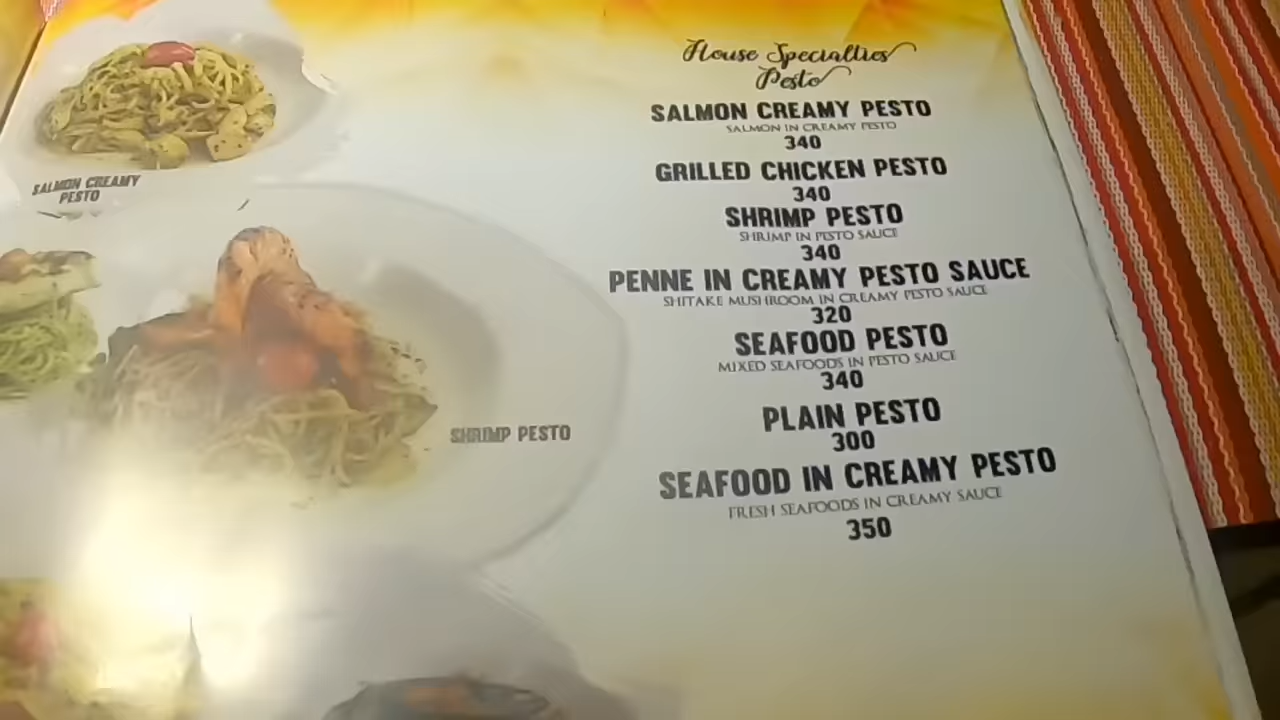 House Specialties
Pesto
SALMON CREAMY PESTO
SALMON IN CREAMY PESTO
340
GRILLED CHICKEN PESTO
340
SHRIMP PESTO
SHRIMP IN PESTO SAUCE
340
PENNE IN CREAMY PESTO SAUCE
SHITAKE MUSHROOM IN CREAMY PESTO SAUCE
320
SEAFOOD PESTO
MIXED SEAFOODS IN PESTO SAUCE
340
PLAIN PESTO
300
SEAFOOD IN CREAMY PESTO
FRESH SEAFOODS IN CREAMY SAUCE
350
SALMON CREAMY
PESTO
SHRIMP PESTO